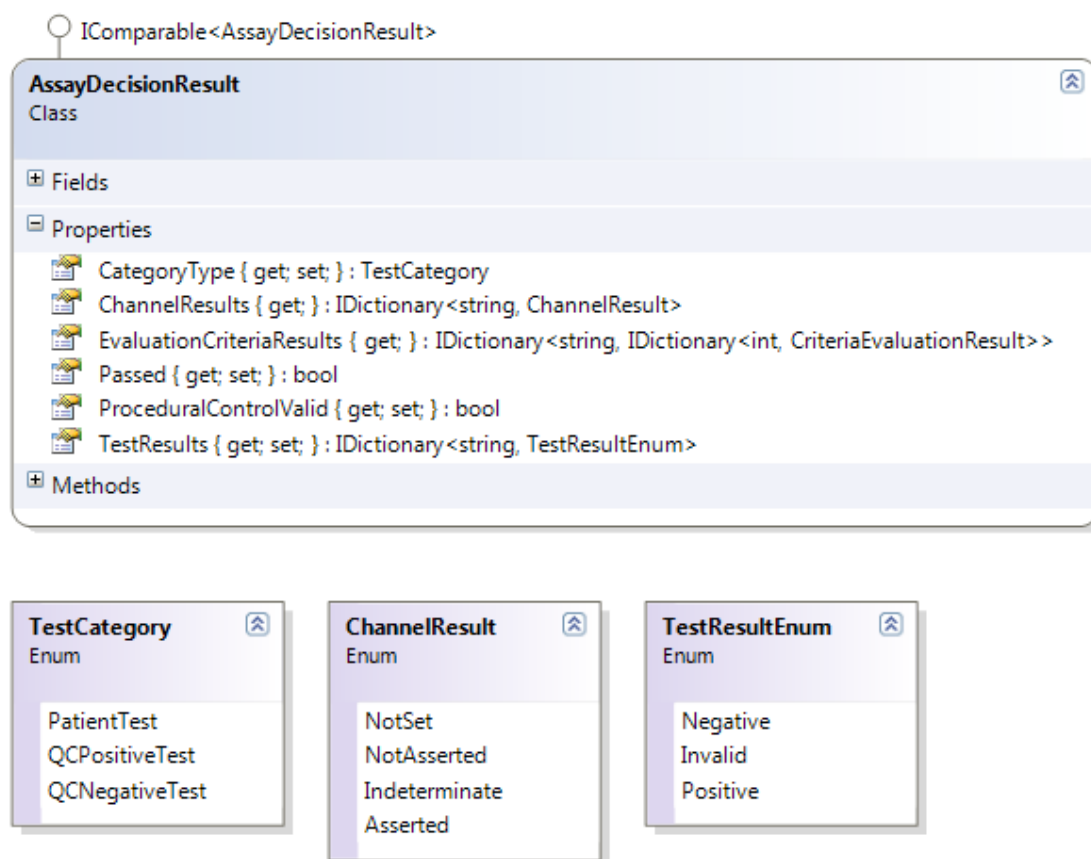 IComparable<AssayDecisionResult>
AssayDecisionResult
Class
Fields
Properties
CategoryType { get; set; } : TestCategory
ChannelResults { get; } : IDictionary<string, ChannelResult>
EvaluationCriteriaResults { get; } : IDictionary<string, IDictionary<int, CriteriaEvaluationResult>>
Passed { get; set; } : bool
ProceduralControlValid { get; set; } : bool
TestResults { get; set; } : IDictionary<string, TestResultEnum>
Methods
TestCategory
Enum
PatientTest
QCPositiveTest
QCNegativeTest
ChannelResult
Enum
NotSet
NotAsserted
Indeterminate
Asserted
TestResultEnum
Enum
Negative
Invalid
Positive